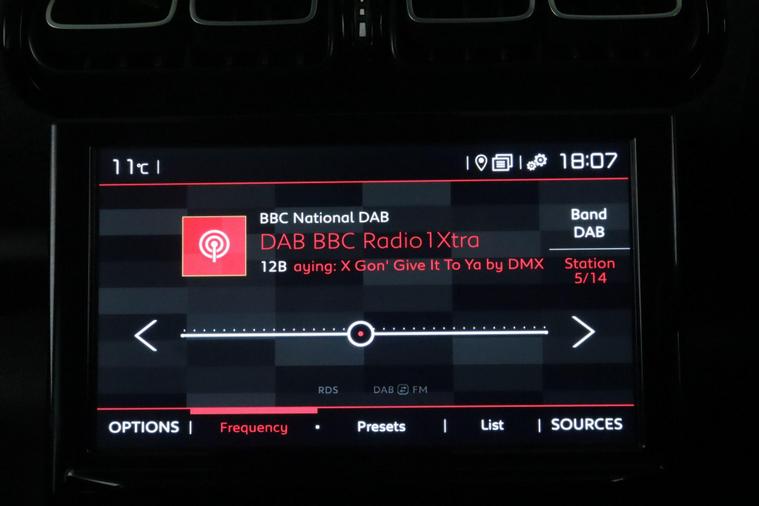 11°C
18:07
BBC National DAB
DAB BBC Radio1Xtra
12B aying: X Gon' Give It To Ya by DMX
Band
DAB
Station
5/14
RDS DAB FM
OPTIONS Frequency Presets List SOURCES